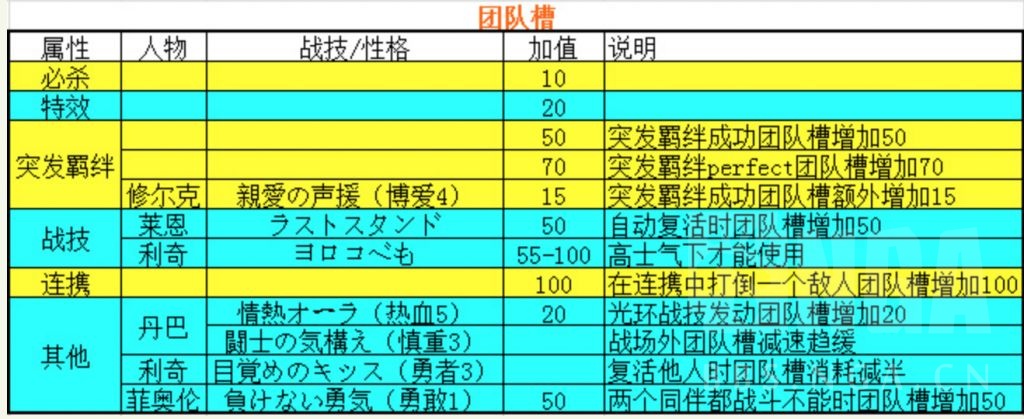 团队槽
属性 人物 战技/性格 加值 说明
必杀 10
特效 20
突发羁绊 50 突发羁绊成功团队槽增加50
70 突发羁绊perfect团队槽增加70
修尔克 親愛の声援（博爱4） 15 突发羁绊成功团队槽额外增加15
战技 莱恩 ラストスタンド 50 自动复活时团队槽增加50
利奇 ヨロコべも 55-100 高士气下才能使用
连携 100 在连携中打倒一个敌人团队槽增加100
其他 丹巴 情熱オーラ（热血5） 20 光环战技发动团队槽增加20
闘士の気構え（慎重3） 战场外团队槽减速趋缓
利奇 目覚めのキッス（勇者3） 复活他人时团队槽消耗减半
菲奥伦 負けない勇気（勇敢1） 50 两个同伴都战斗不能时团队槽增加50